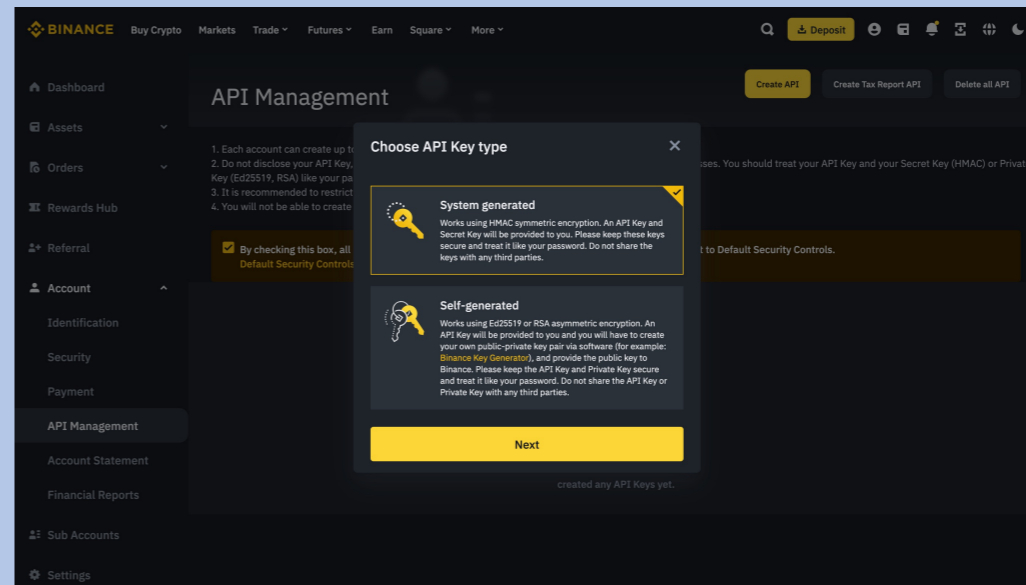 BINANCE Buy Crypto Markets Trade Futures Earn Square More Deposit
Dashboard
Assets
Orders
Rewards Hub
Referral
Account
Identification
Security
Payment
API Management
Account Statement
Financial Reports
Sub Accounts
Settings
API Management
Create API Create Tax Report API Delete all API
1. Each account can create up to
2. Do not disclose your API Key, sses. You should treat your API Key and your Secret Key (HMAC) or Privat
Key (Ed25519, RSA) like your pa
3. It is recommended to restrict
4. You will not be able to create
By checking this box, all t to Default Security Controls.
Default Security Controls
Choose API Key type
System generated
Works using HMAC symmetric encryption. An API Key and
Secret Key will be provided to you. Please keep these keys
secure and treat it like your password. Do not share the
keys with any third parties.
Self-generated
Works using Ed25519 or RSA asymmetric encryption. An
API Key will be provided to you and you will have to create
your own public-private key pair via software (for example:
Binance Key Generator), and provide the public key to
Binance. Please keep the API Key and Private Key secure
and treat it like your password. Do not share the API Key or
Private Key with any third parties.
Next
created any API Keys yet.